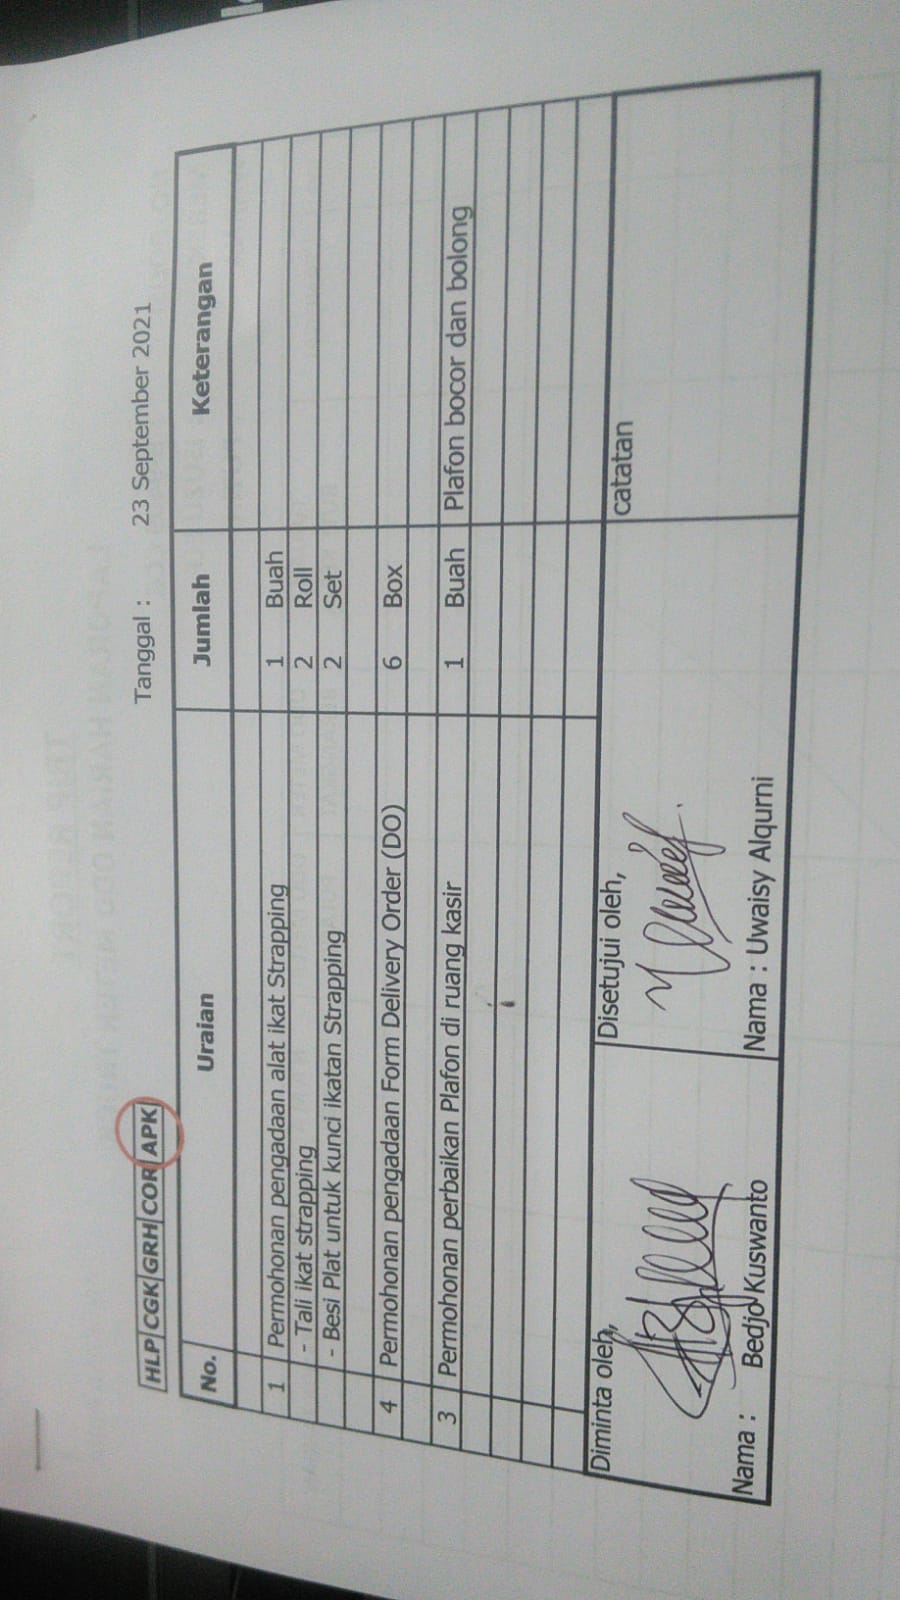 HLP CGK GRH COR APK
Tanggal : 23 September 2021
No. Uraian Jumlah Keterangan
1 Permohonan pengadaan alat ikat Strapping 1 Buah
- Tali ikat strapping 2 Roll
- Besi Plat untuk kunci ikatan Strapping 2 Set
4 Permohonan pengadaan Form Delivery Order (DO) 6 Box
3 Permohonan perbaikan Plafon di ruang kasir 1 Buah Plafon bocor dan bolong
Diminta oleh, Disetujui oleh, catatan
Nama : Bedjo Kuswanto Nama : Uwaisy Alqurni